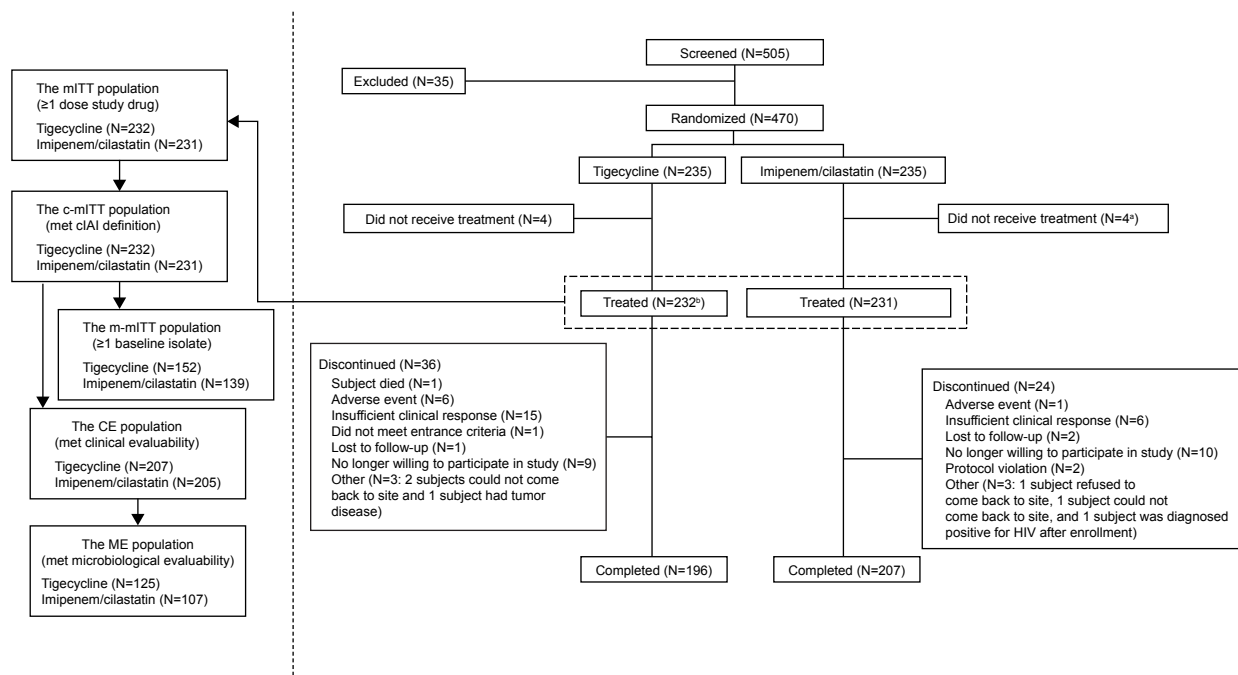 Screened (N=505)
Excluded (N=35)
Randomized (N=470)
Tigecycline (N=235)
Imipenem/cilastatin (N=235)
Did not receive treatment (N=4)
Did not receive treatment (N=4ᵃ)
Treated (N=232ᵇ)
Treated (N=231)
Discontinued (N=36)
Subject died (N=1)
Adverse event (N=6)
Insufficient clinical response (N=15)
Did not meet entrance criteria (N=1)
Lost to follow-up (N=1)
No longer willing to participate in study (N=9)
Other (N=3: 2 subjects could not come
back to site and 1 subject had tumor
disease)
Discontinued (N=24)
Adverse event (N=1)
Insufficient clinical response (N=6)
Lost to follow-up (N=2)
No longer willing to participate in study (N=10)
Protocol violation (N=2)
Other (N=3: 1 subject refused to
come back to site, 1 subject could not
come back to site, and 1 subject was diagnosed
positive for HIV after enrollment)
Completed (N=196)
Completed (N=207)
The mITT population
(≥1 dose study drug)
Tigecycline (N=232)
Imipenem/cilastatin (N=231)
The c-mITT population
(met cIAI definition)
Tigecycline (N=232)
Imipenem/cilastatin (N=231)
The m-mITT population
(≥1 baseline isolate)
Tigecycline (N=152)
Imipenem/cilastatin (N=139)
The CE population
(met clinical evaluability)
Tigecycline (N=207)
Imipenem/cilastatin (N=205)
The ME population
(met microbiological evaluability)
Tigecycline (N=125)
Imipenem/cilastatin (N=107)